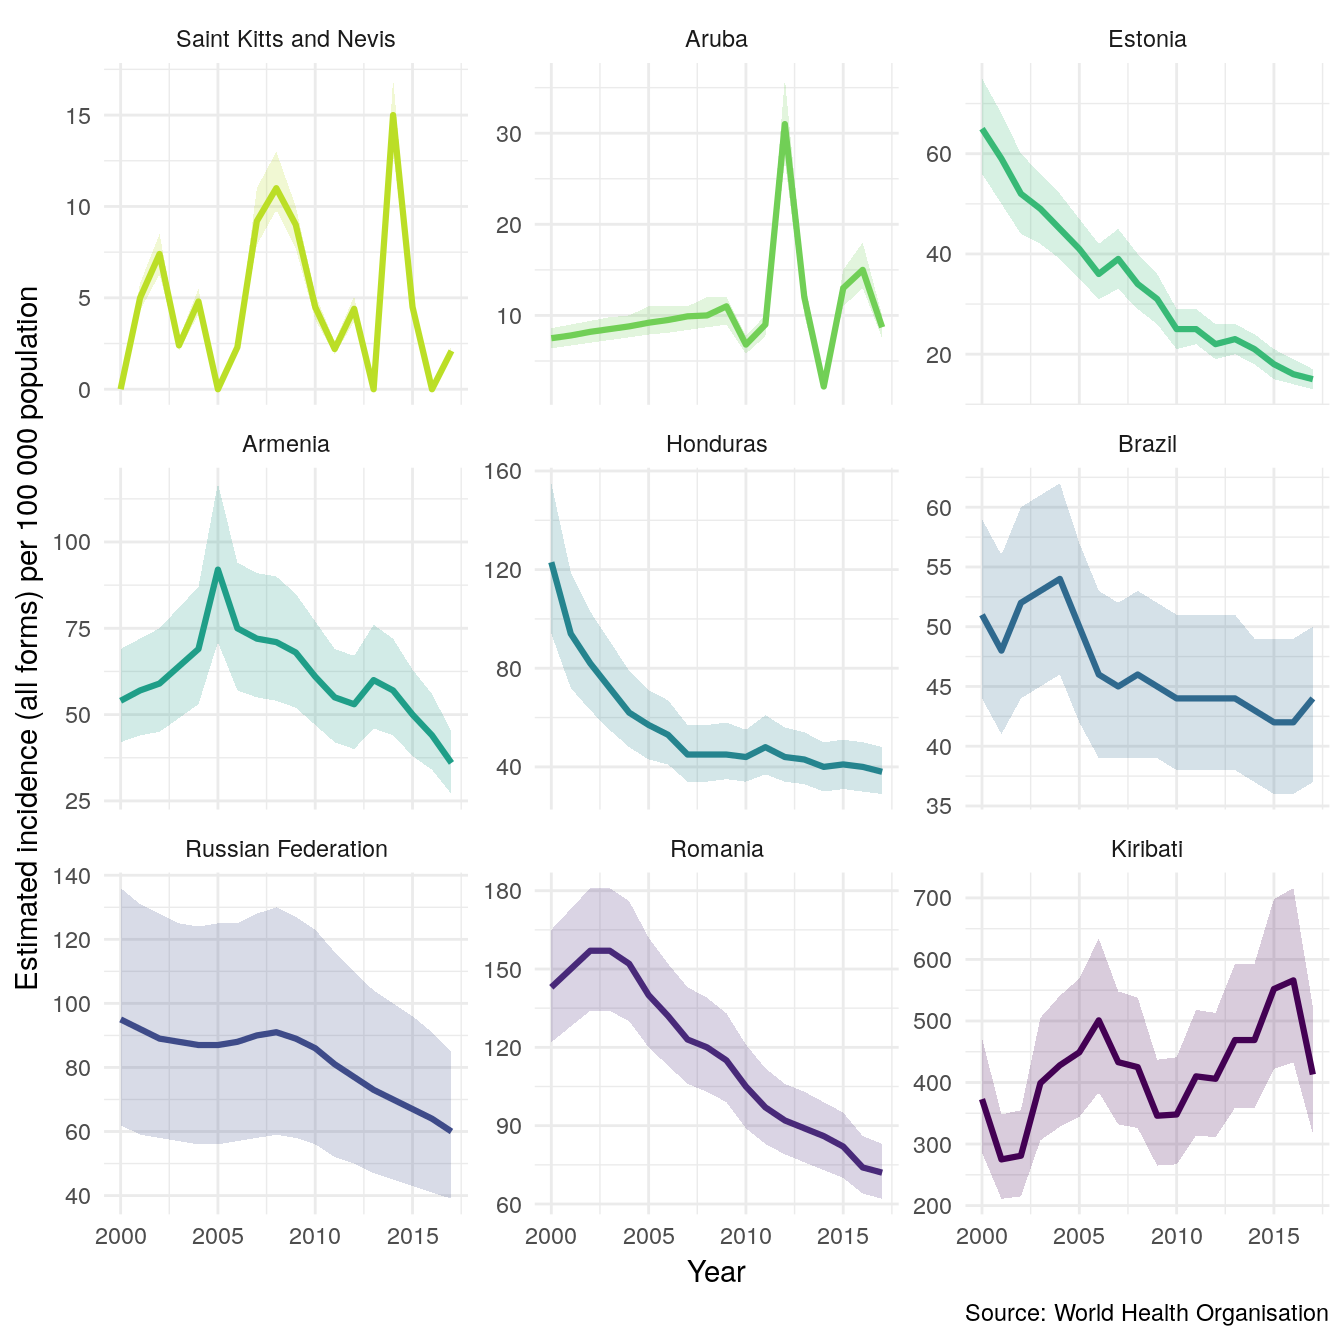 Saint Kitts and Nevis
Aruba
Estonia
15
10
5
0
30
20
10
60
40
20
Armenia
Honduras
Brazil
100
75
50
25
160
120
80
40
60
55
50
45
40
35
Russian Federation
Romania
Kiribati
140
120
100
80
60
40
180
150
120
90
60
700
600
500
400
300
200
2000 2005 2010 2015
2000 2005 2010 2015
2000 2005 2010 2015
Estimated incidence (all forms) per 100 000 population
Year
Source: World Health Organisation